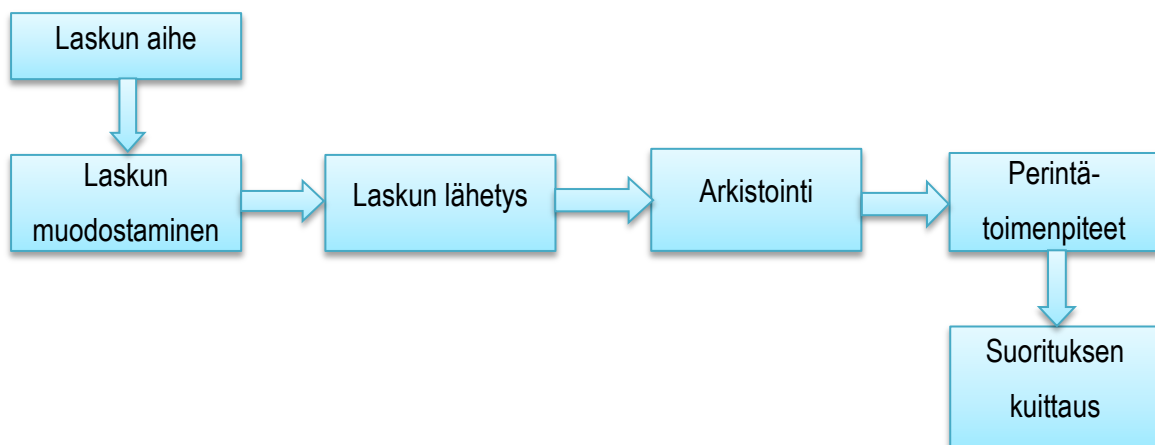 Laskun aihe
Laskun
muodostaminen
Laskun lähetys
Arkistointi
Perintä-
toimenpiteet
Suorituksen
kuittaus